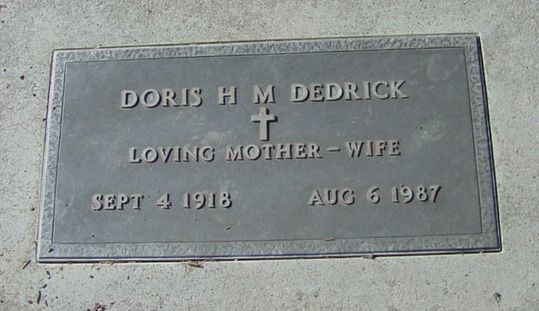 DORIS H M DEDRICK
LOVING MOTHER - WIFE
SEPT 4 1918 AUG 6 1987